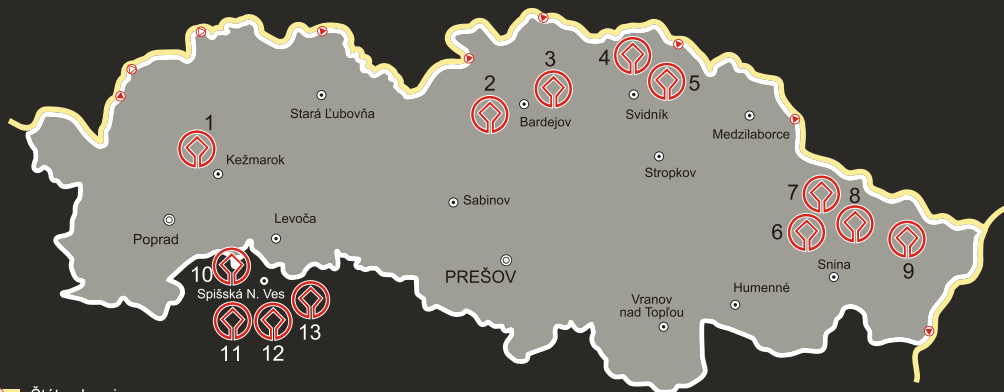 3
4
2
5
Stará Ľubovňa
Bardejov
Svidník
1
Medzilaborce
Kežmarok
Stropkov
7
8
Sabinov
Levoča
Poprad
6
10
9
PREŠOV
Snina
Spišská N. Ves
Humenné
Vranov
nad Topľou
13
11
12